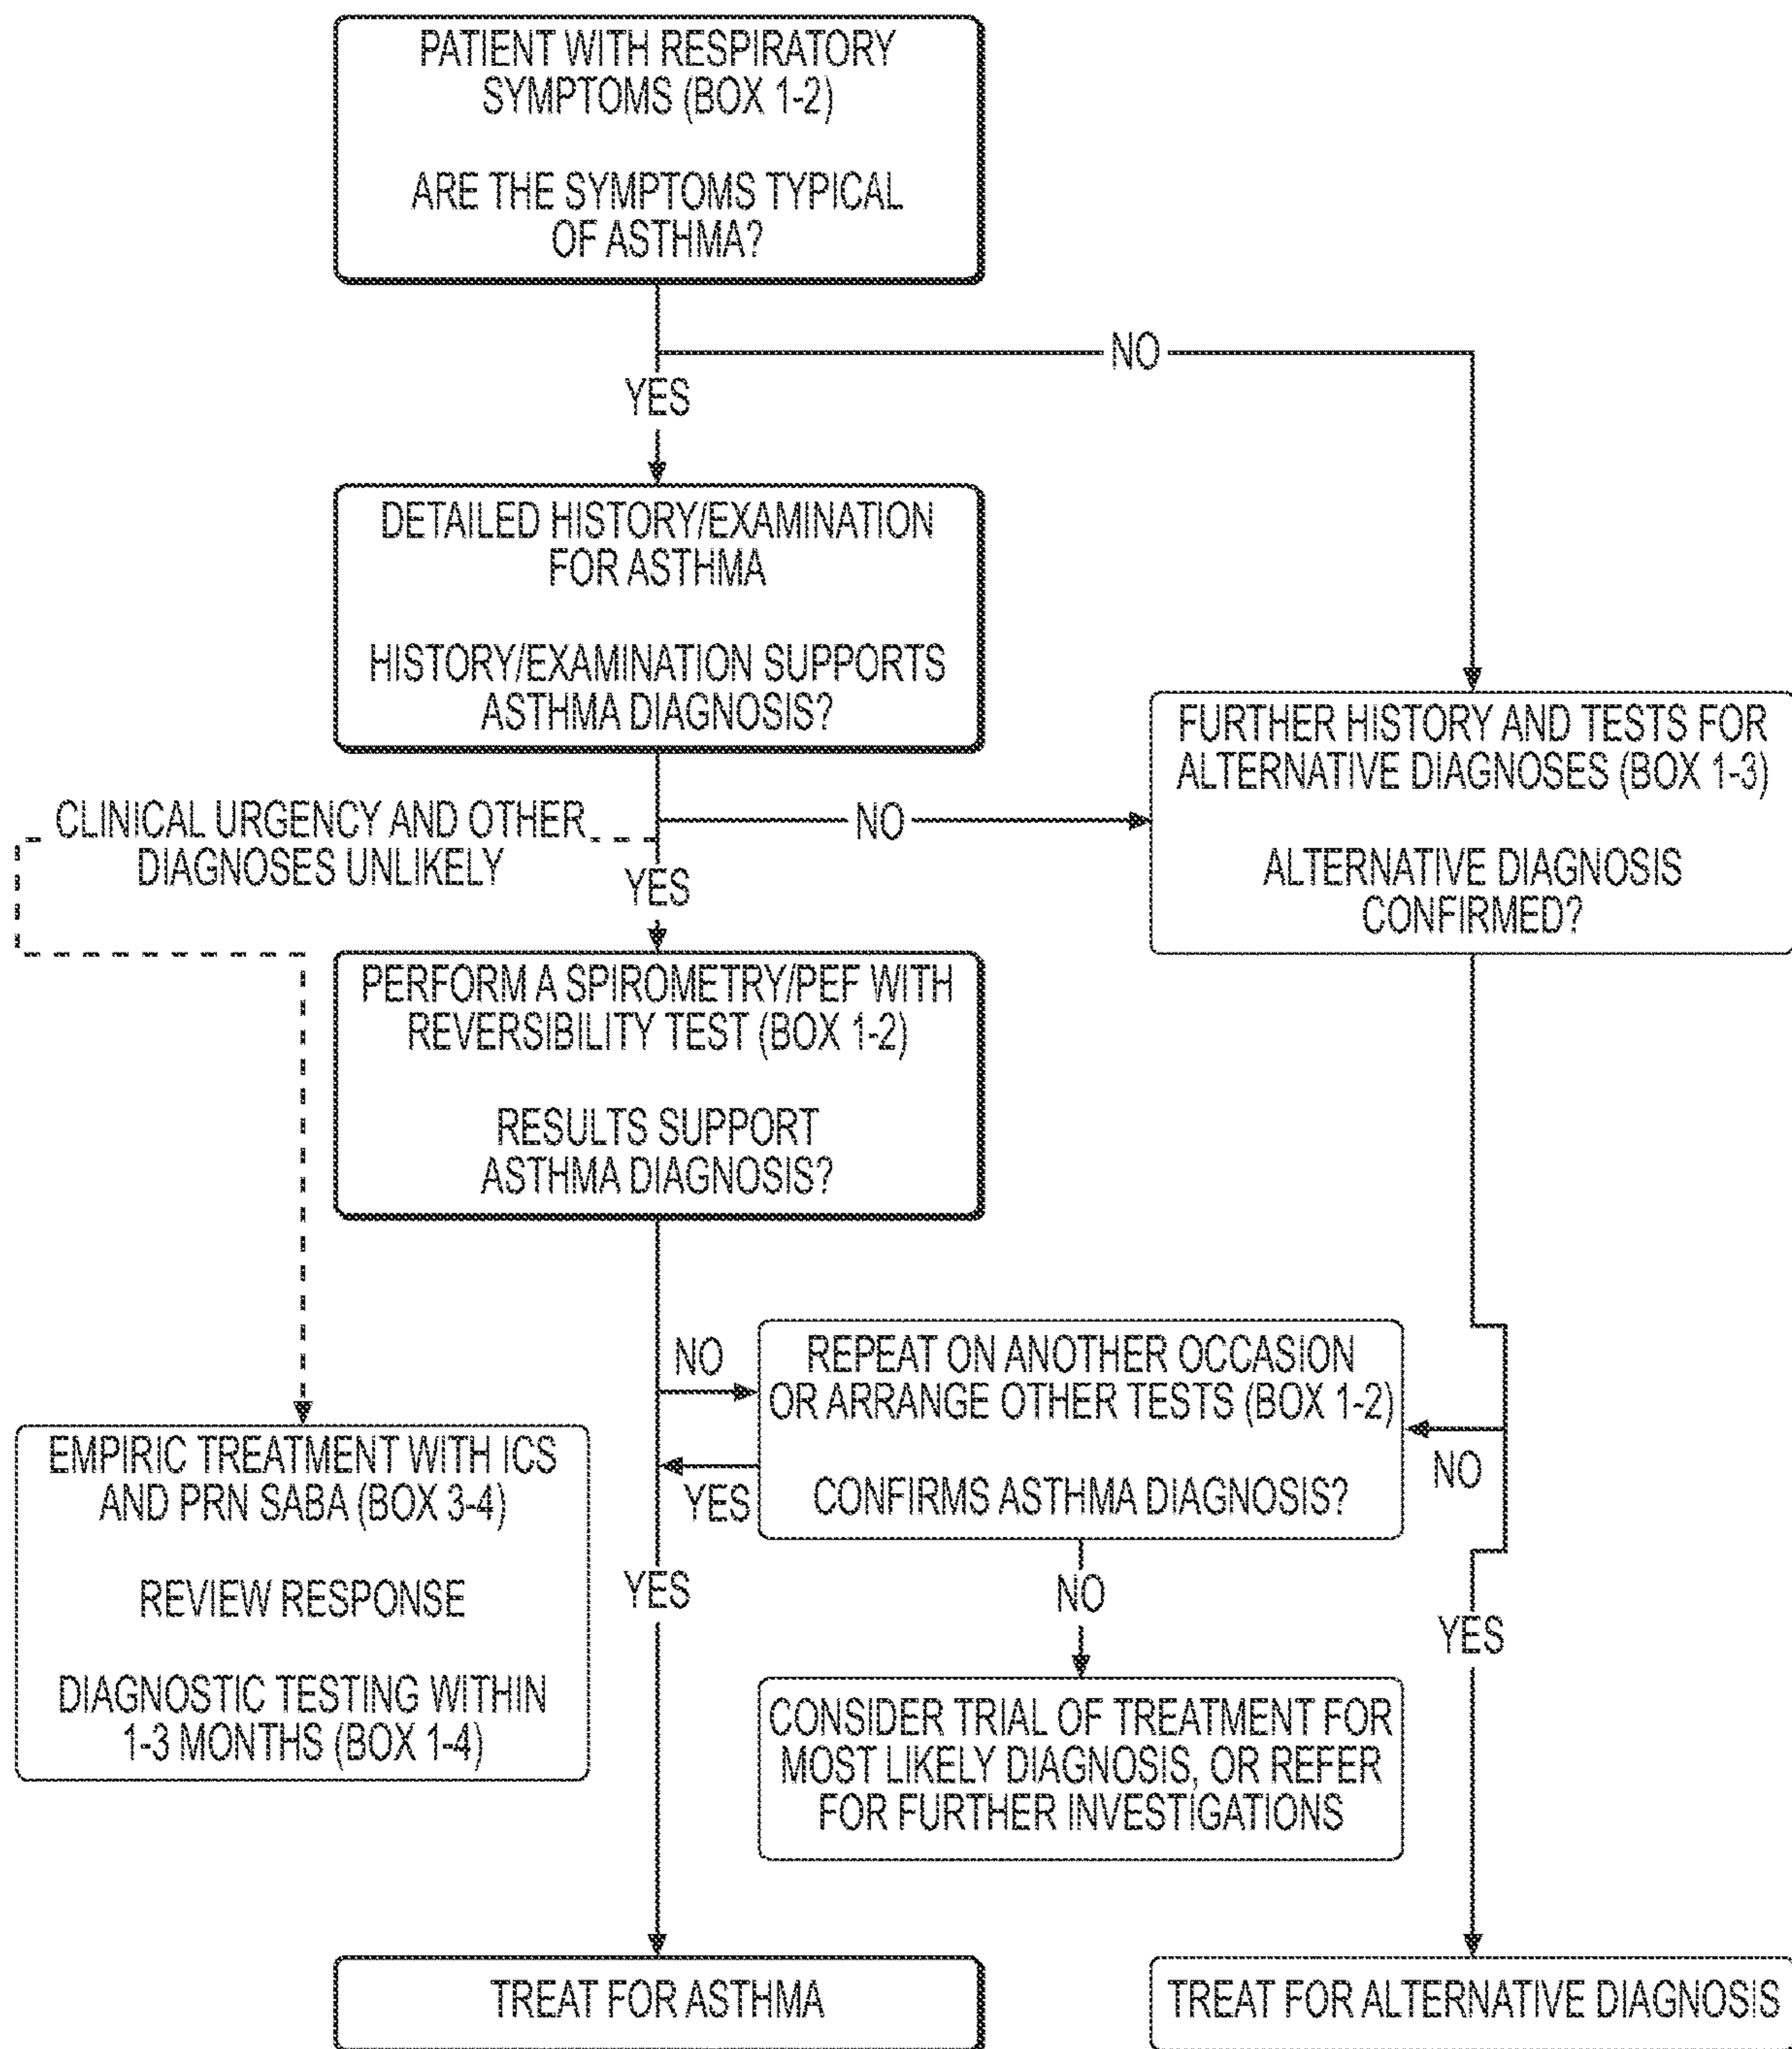 PATIENT WITH RESPIRATORY
SYMPTOMS (BOX 1-2)
ARE THE SYMPTOMS TYPICAL
OF ASTHMA?
NO
YES
DETAILED HISTORY/EXAMINATION
FOR ASTHMA
HISTORY/EXAMINATION SUPPORTS
ASTHMA DIAGNOSIS?
FURTHER HISTORY AND TESTS FOR
ALTERNATIVE DIAGNOSES (BOX 1-3)
ALTERNATIVE DIAGNOSIS
CONFIRMED?
CLINICAL URGENCY AND OTHER
DIAGNOSES UNLIKELY
NO
YES
PERFORM A SPIROMETRY/PEF WITH
REVERSIBILITY TEST (BOX 1-2)
RESULTS SUPPORT
ASTHMA DIAGNOSIS?
NO
REPEAT ON ANOTHER OCCASION
OR ARRANGE OTHER TESTS (BOX 1-2)
CONFIRMS ASTHMA DIAGNOSIS?
NO
YES
EMPIRIC TREATMENT WITH ICS
AND PRN SABA (BOX 3-4)
REVIEW RESPONSE
DIAGNOSTIC TESTING WITHIN
1-3 MONTHS (BOX 1-4)
YES
NO
YES
CONSIDER TRIAL OF TREATMENT FOR
MOST LIKELY DIAGNOSIS, OR REFER
FOR FURTHER INVESTIGATIONS
TREAT FOR ASTHMA
TREAT FOR ALTERNATIVE DIAGNOSIS